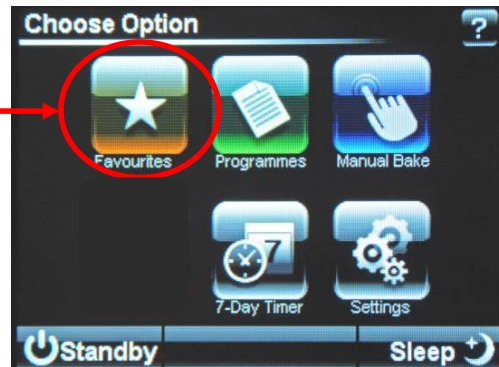 Choose Option
?
Favourites Programmes Manual Bake
7
7-Day Timer Settings
Standby Sleep